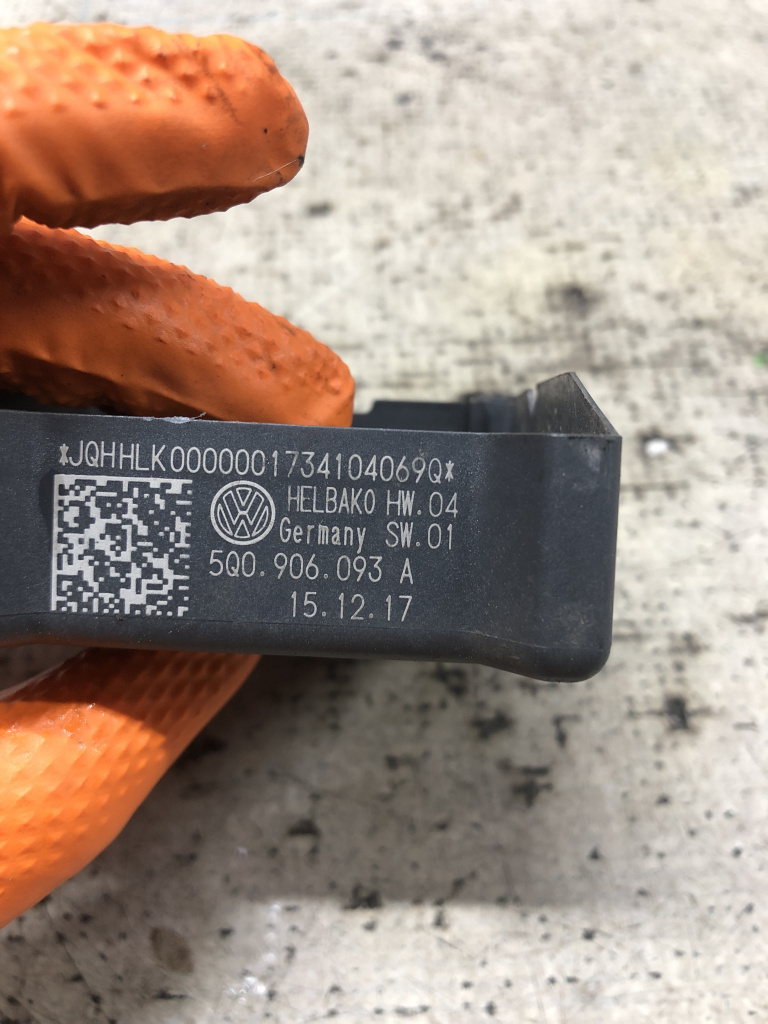 *JQHHLK0000001734104069Q*
HELBAKO HW.04
Germany SW.01
5Q0.906.093 A
15.12.17